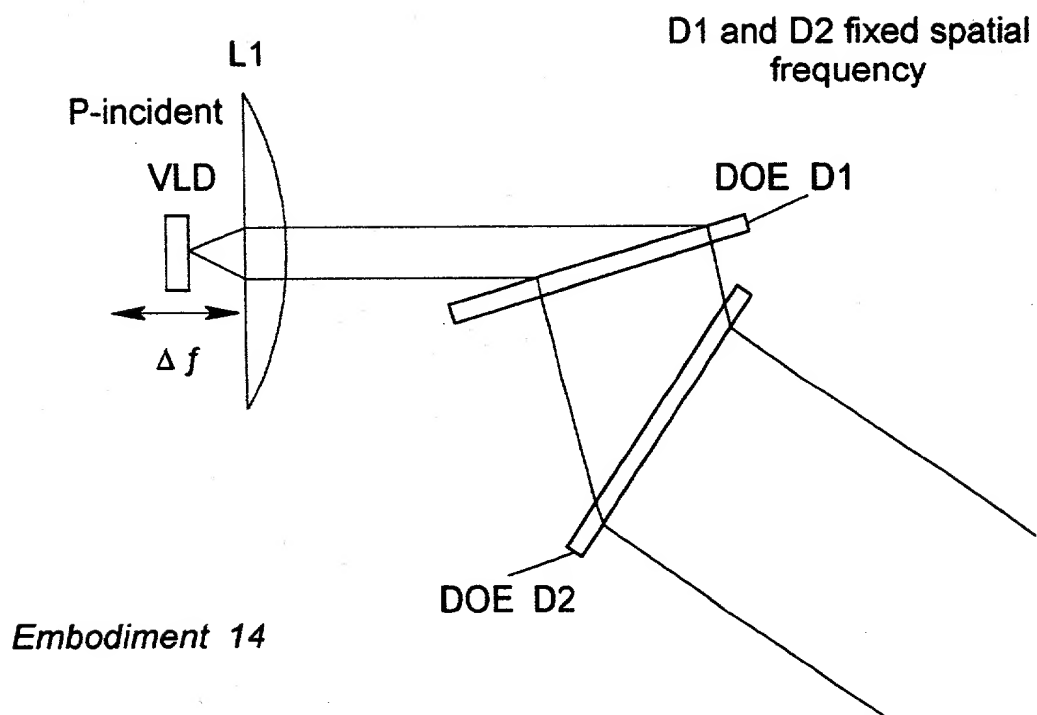 D1 and D2 fixed spatial
frequency
L1
P-incident
VLD
DOE D1
Δ f
DOE D2
Embodiment 14